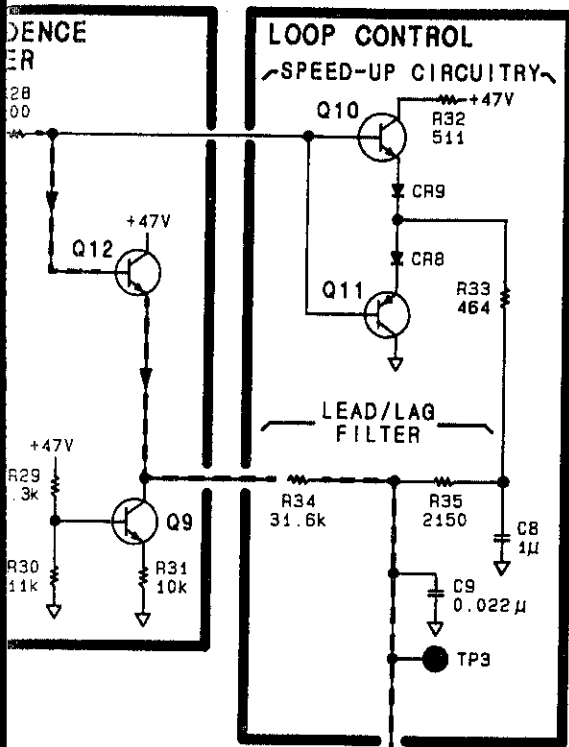 DENCE
ER
28
00
+47V
Q12
+47V
R29
.3k
Q9
R30
11k
R31
10k
LOOP CONTROL
SPEED-UP CIRCUITRY
Q10
+47V
R32
511
CR9
CR8
Q11
R33
464
LEAD/LAG
FILTER
R34
31.6k
R35
2150
C8
1µ
C9
0.022µ
TP3